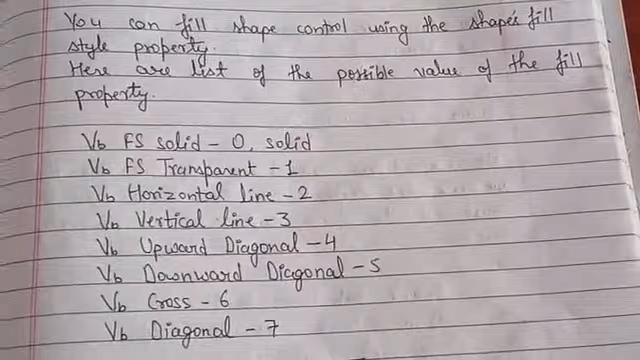 You can fill shape control using the shape's fill
style property.
Here are list of the possible value of the fill
property.
Vb FS solid - 0, solid
Vb FS Transparent - 1
Vb Horizontal line - 2
Vb Vertical line - 3
Vb Upward Diagonal - 4
Vb Downward Diagonal - 5
Vb Cross - 6
Vb Diagonal - 7